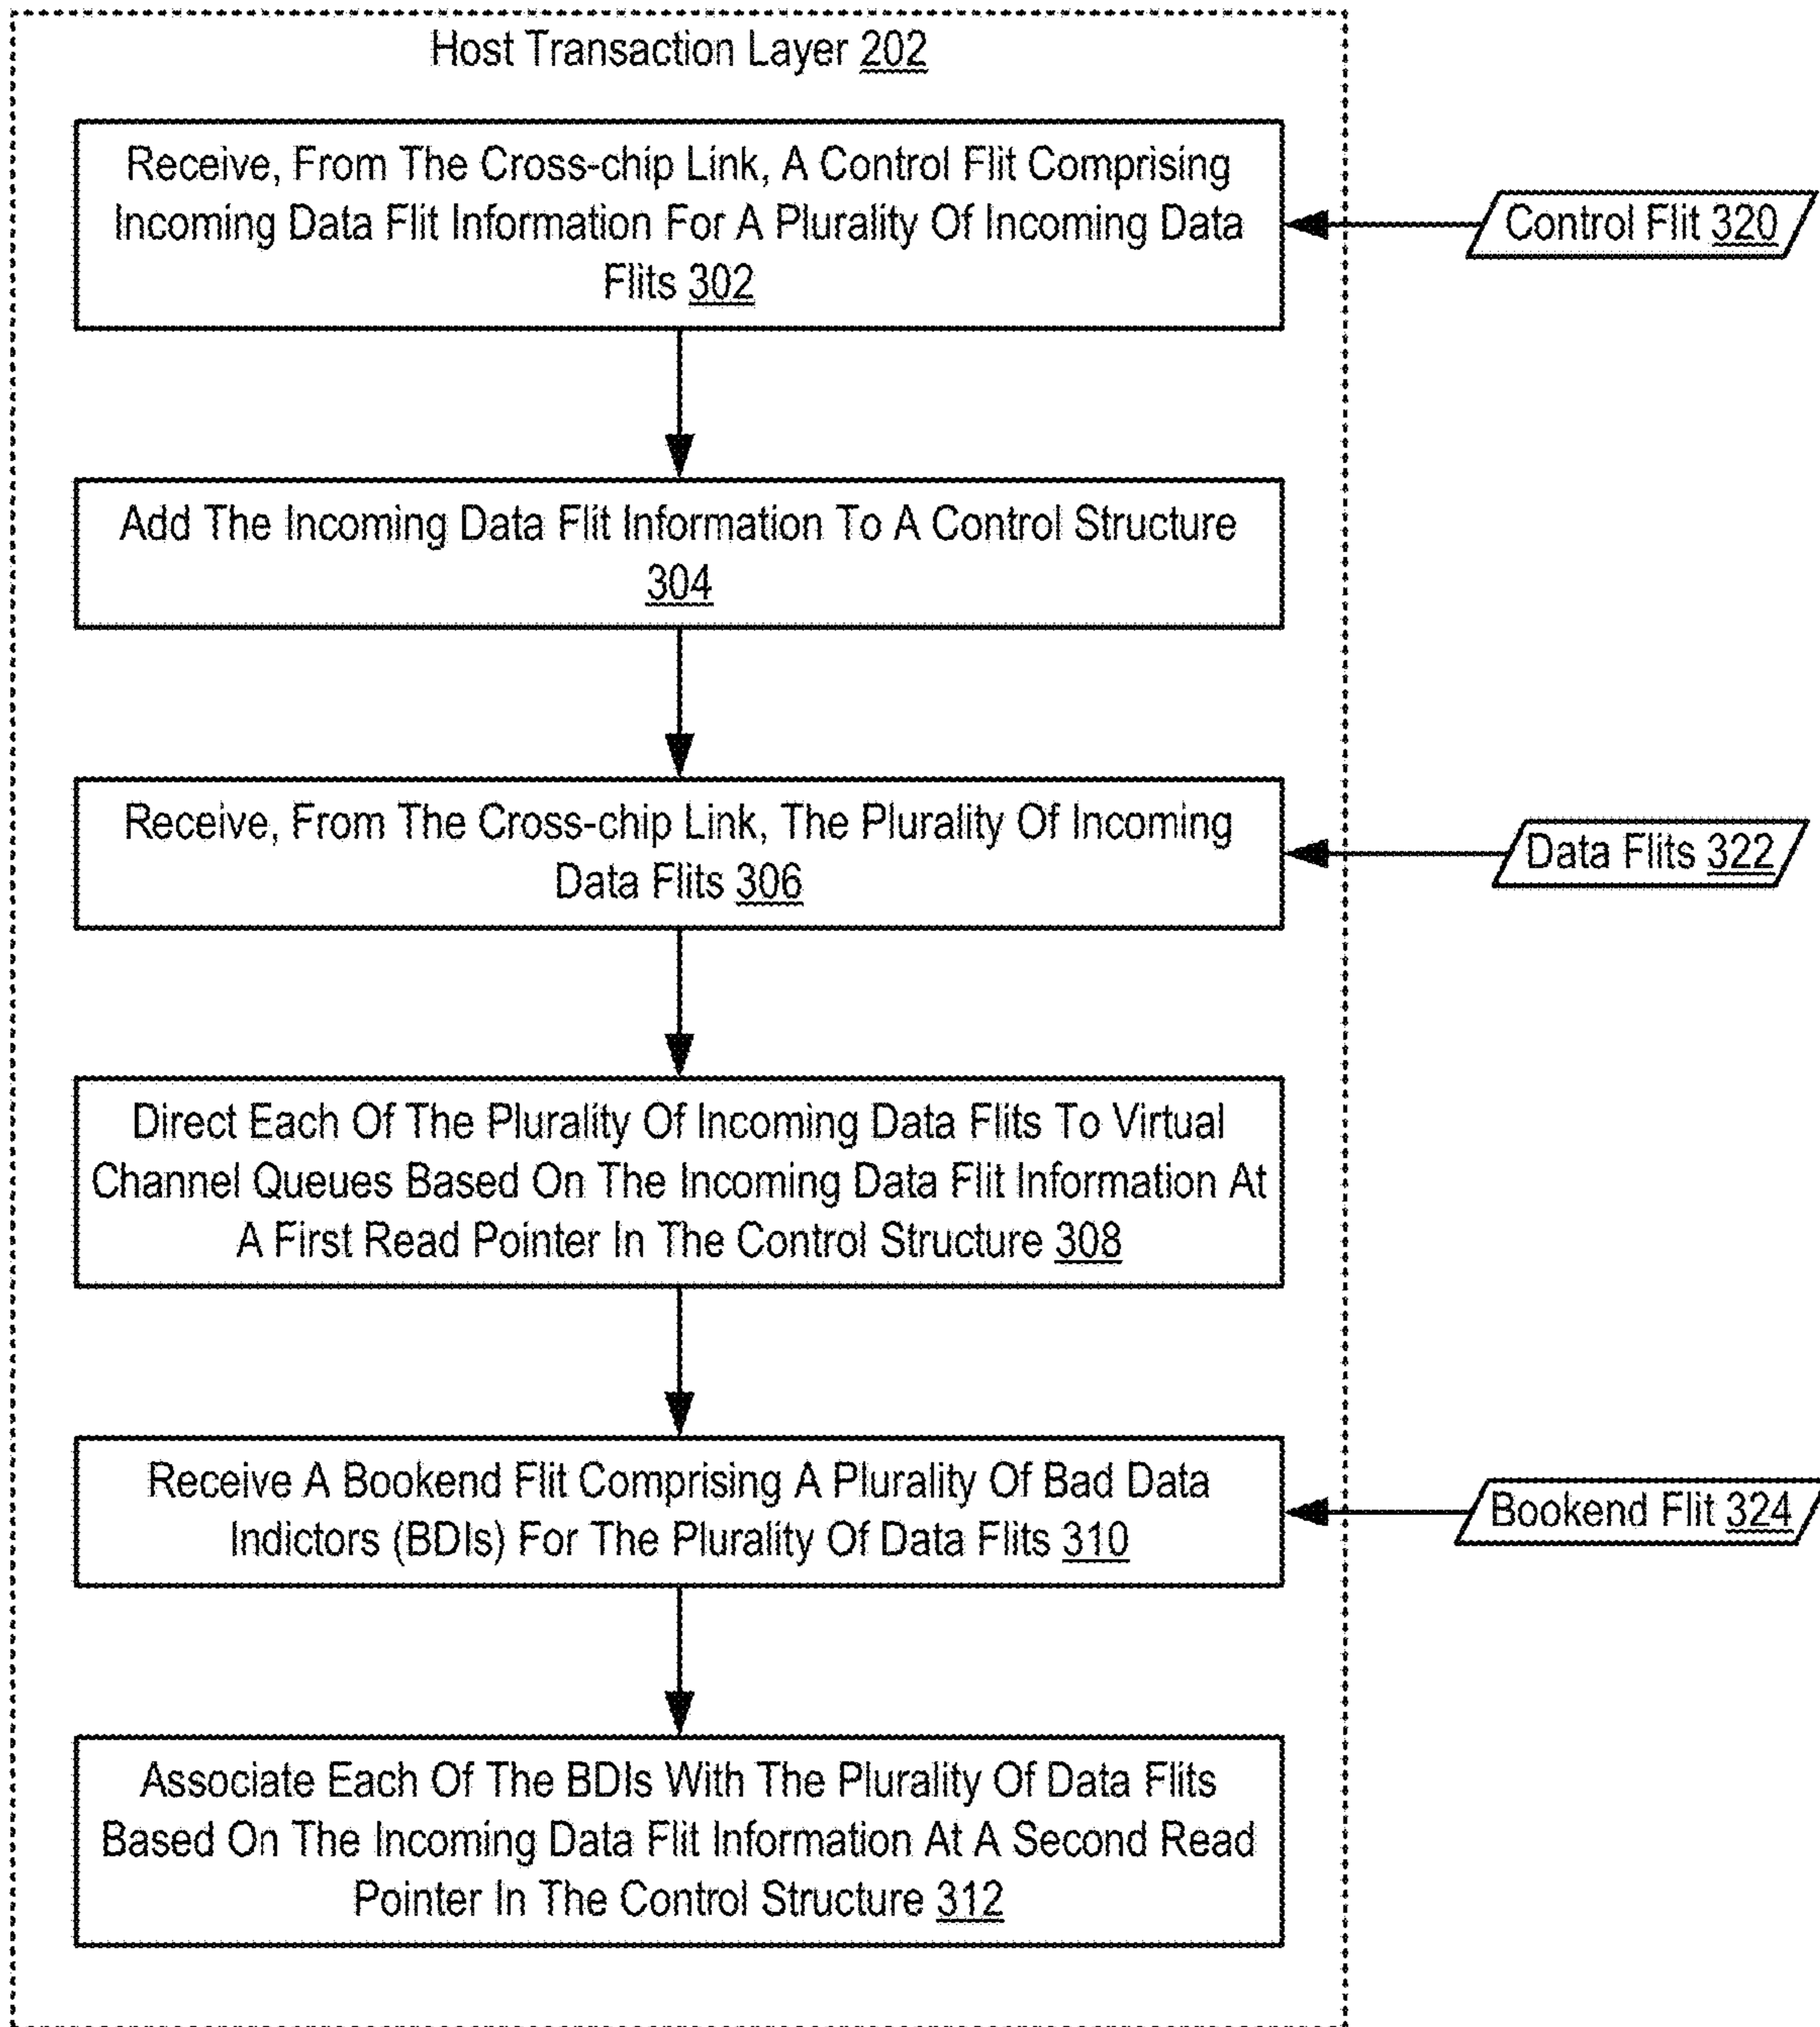 Host Transaction Layer 202
Receive, From The Cross-chip Link, A Control Flit Comprising
Incoming Data Flit Information For A Plurality Of Incoming Data
Flits 302
Control Flit 320
Add The Incoming Data Flit Information To A Control Structure
304
Receive, From The Cross-chip Link, The Plurality Of Incoming
Data Flits 306
Data Flits 322
Direct Each Of The Plurality Of Incoming Data Flits To Virtual
Channel Queues Based On The Incoming Data Flit Information At
A First Read Pointer In The Control Structure 308
Receive A Bookend Flit Comprising A Plurality Of Bad Data
Indictors (BDIs) For The Plurality Of Data Flits 310
Bookend Flit 324
Associate Each Of The BDIs With The Plurality Of Data Flits
Based On The Incoming Data Flit Information At A Second Read
Pointer In The Control Structure 312